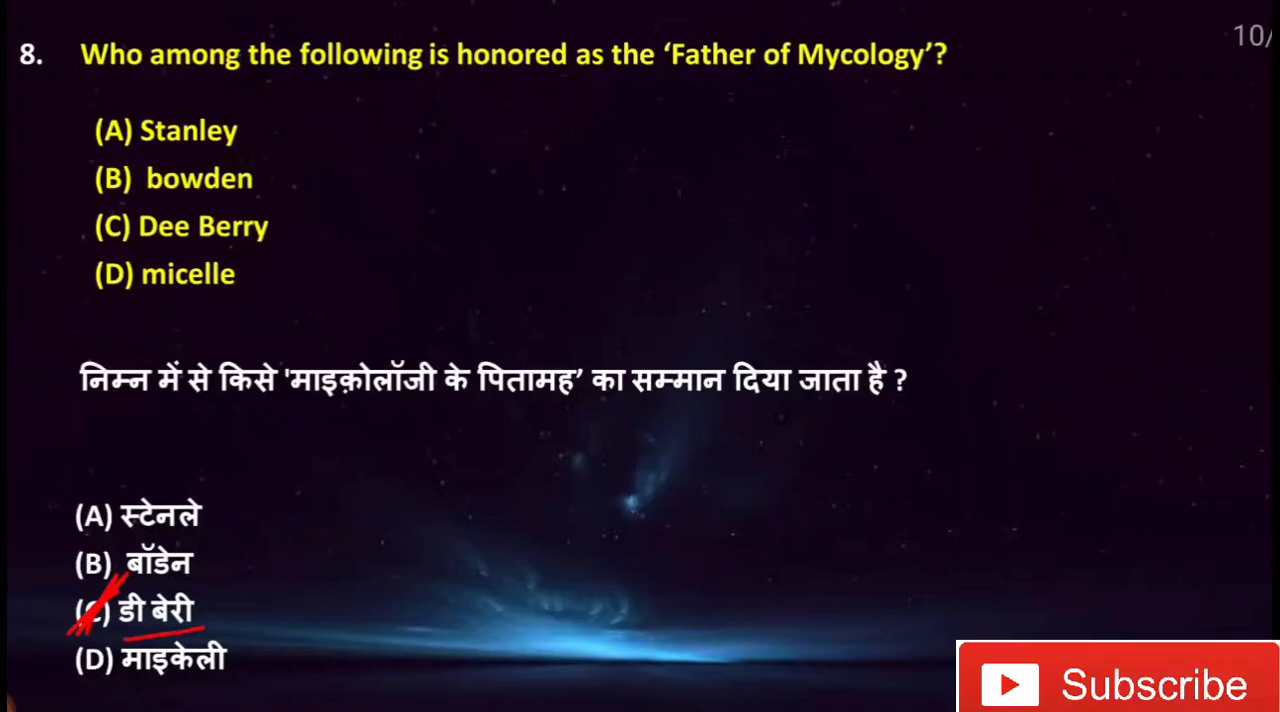 10/
8. Who among the following is honored as the ‘Father of Mycology’?
(A) Stanley
(B) bowden
(C) Dee Berry
(D) micelle
निम्न में से किसे 'माइक़ोलॉजी के पितामह’ का सम्मान दिया जाता है ?
(A) स्टेनले
(B) बॉडेन
(C) डी बेरी
(D) माइकेली
Subscribe